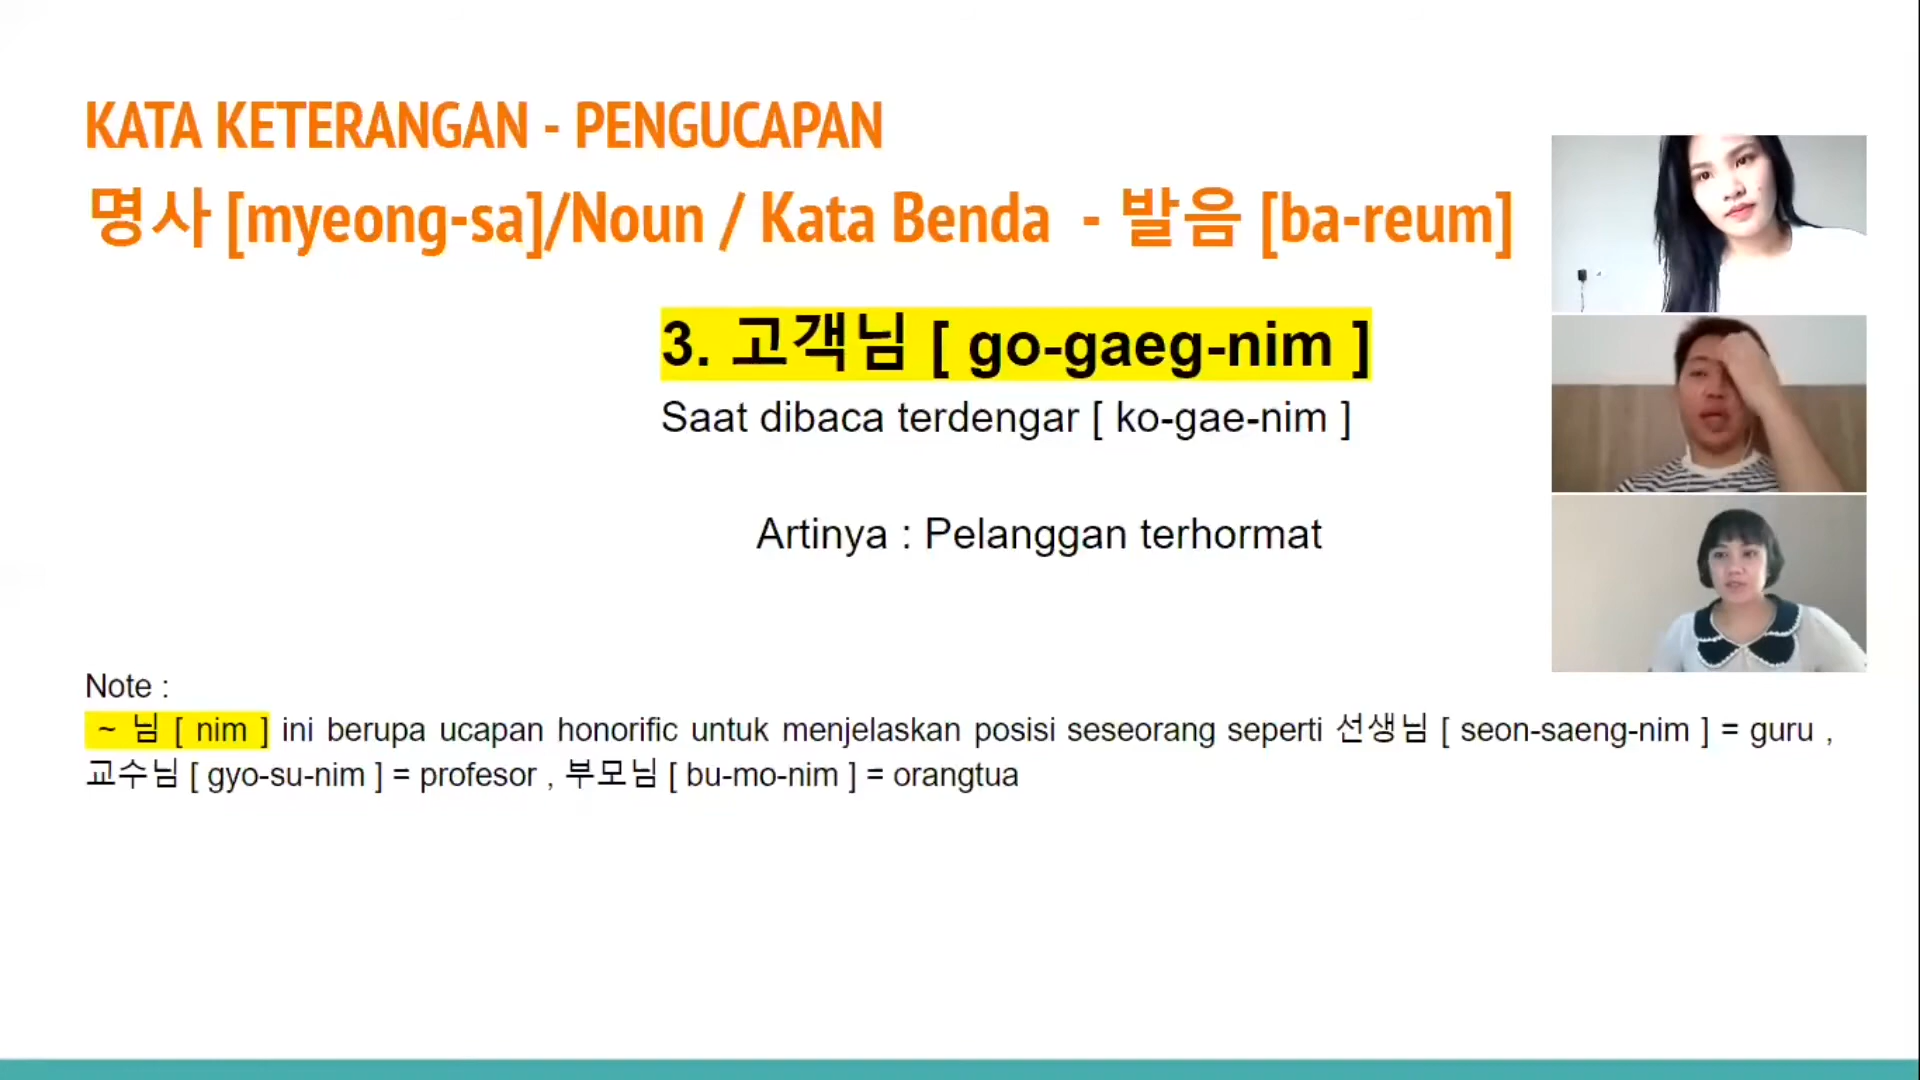 KATA KETERANGAN - PENGUCAPAN
명사 [myeong-sa]/Noun / Kata Benda - 발음 [ba-reum]
3. 고객님 [ go-gaeg-nim ]
Saat dibaca terdengar [ ko-gae-nim ]
Artinya : Pelanggan terhormat
Note :
~ 님 [ nim ] ini berupa ucapan honorific untuk menjelaskan posisi seseorang seperti 선생님 [ seon-saeng-nim ] = guru ,
교수님 [ gyo-su-nim ] = profesor , 부모님 [ bu-mo-nim ] = orangtua